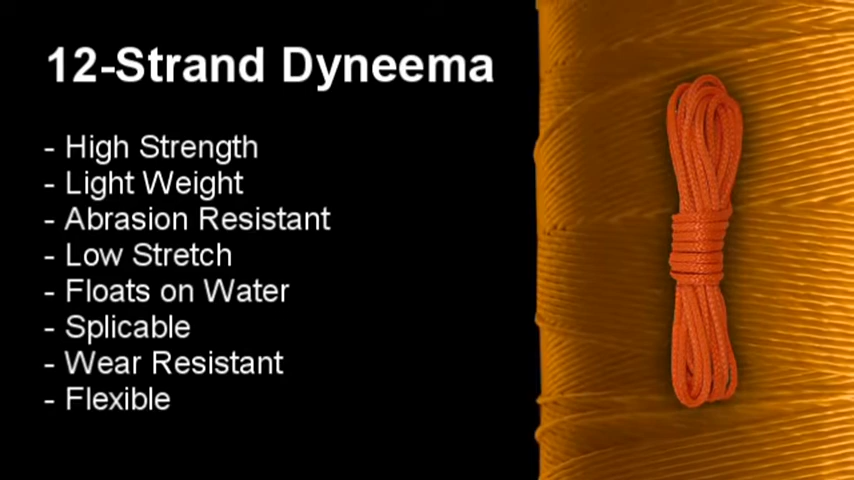 12-Strand Dyneema
- High Strength
- Light Weight
- Abrasion Resistant
- Low Stretch
- Floats on Water
- Splicable
- Wear Resistant
- Flexible